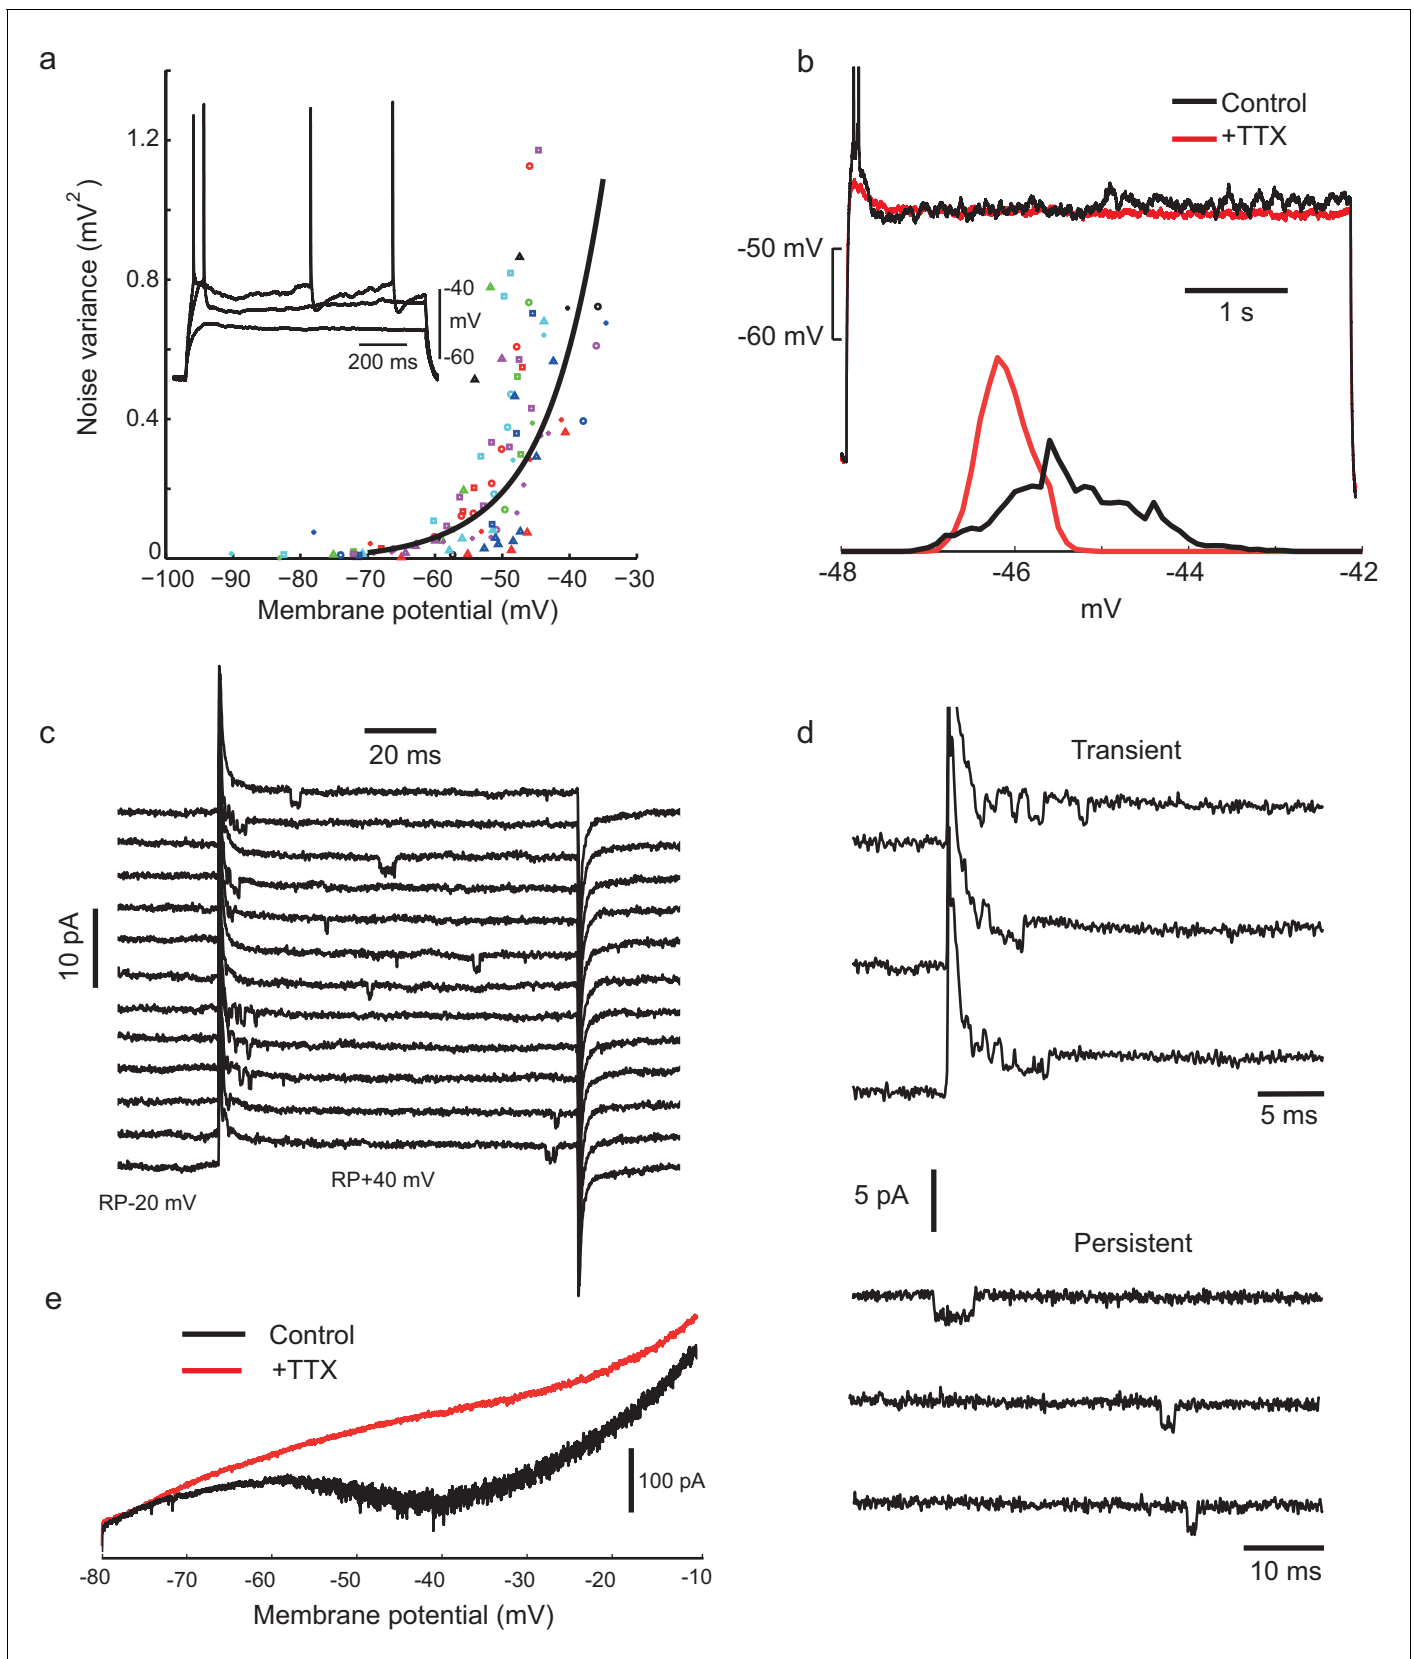 a
Noise variance (mV2)
1.2
0.8
0.4
0
-40
mV
-60
200 ms
−100 −90 −80 −70 −60 −50 −40 -30
Membrane potential (mV)
b
Control
+TTX
-50 mV
-60 mV
1 s
-48 -46 -44 -42
mV
c
20 ms
10 pA
RP-20 mV
RP+40 mV
d
Transient
5 ms
5 pA
Persistent
10 ms
e
Control
+TTX
100 pA
-80 -70 -60 -50 -40 -30 -20 -10
Membrane potential (mV)